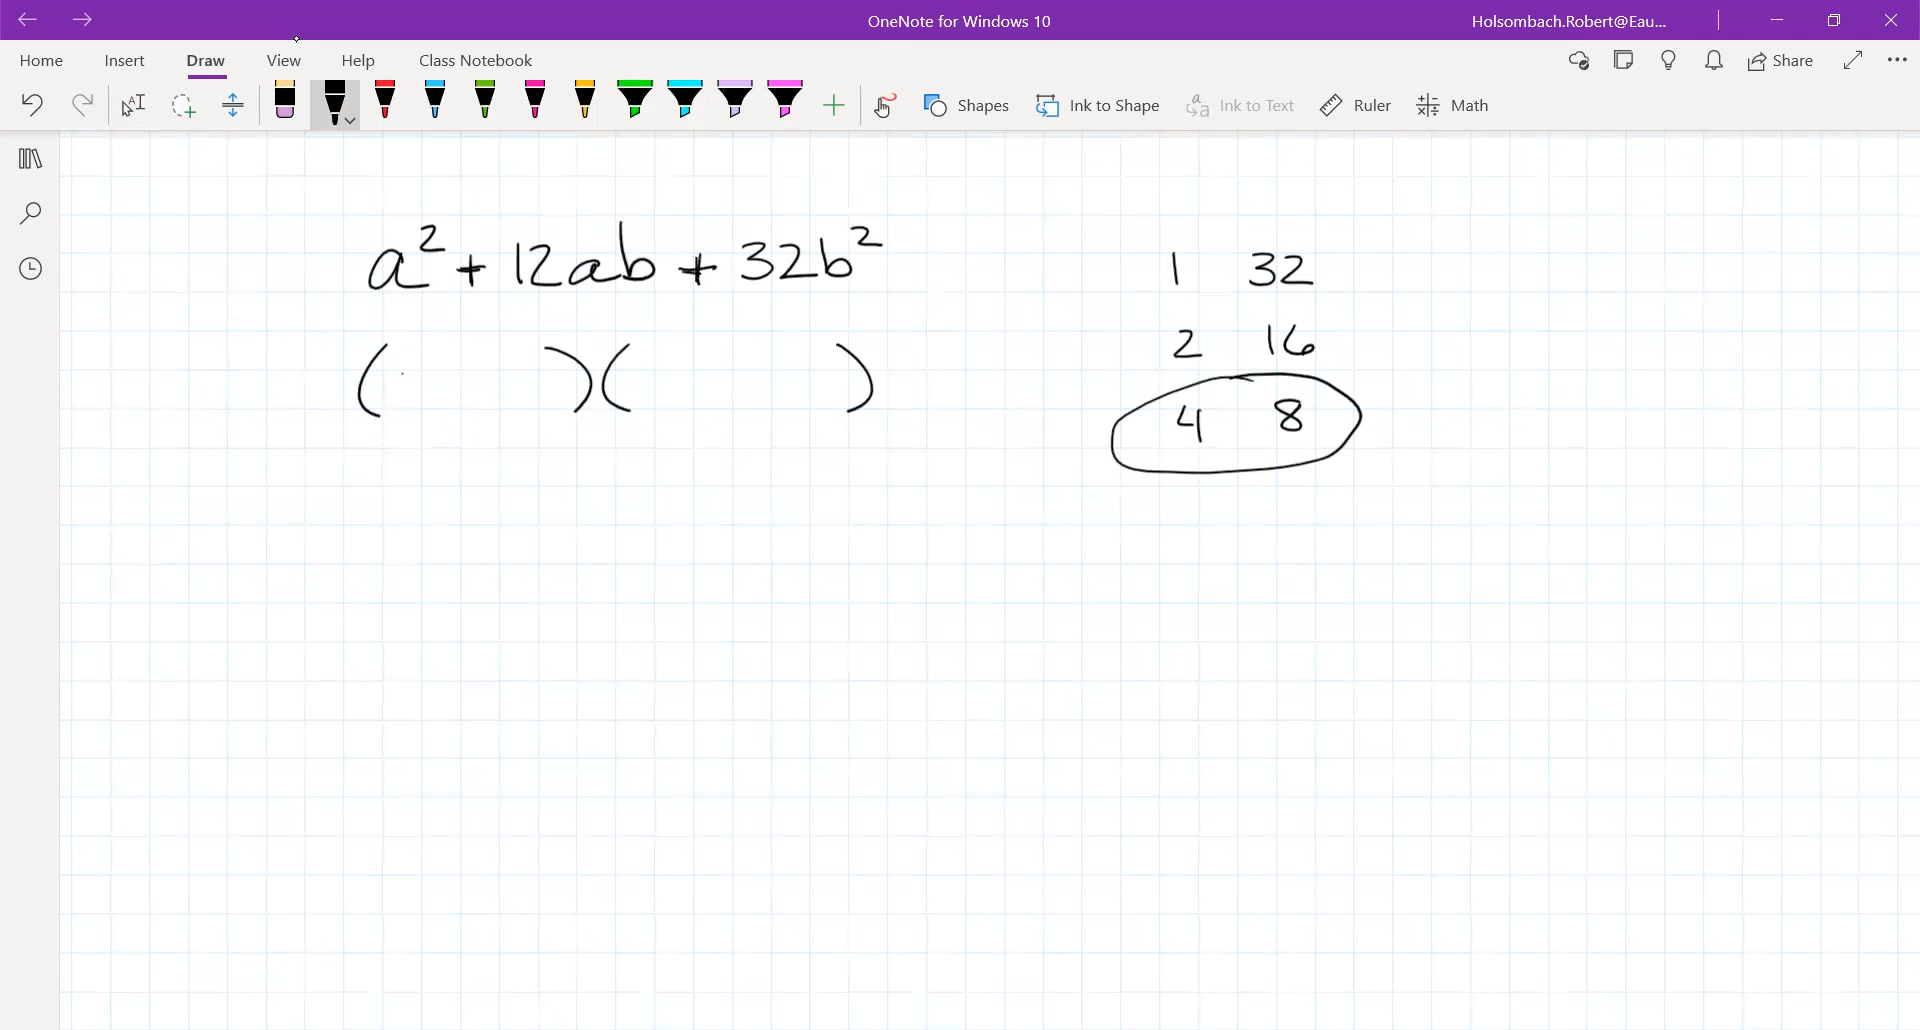 OneNote for Windows 10
Holsombach.Robert@Eau...
Home Insert Draw View Help Class Notebook
Share
Shapes Ink to Shape Ink to Text Ruler Math
a² + 12ab + 32b²
( )( )
1 32
2 16
4 8